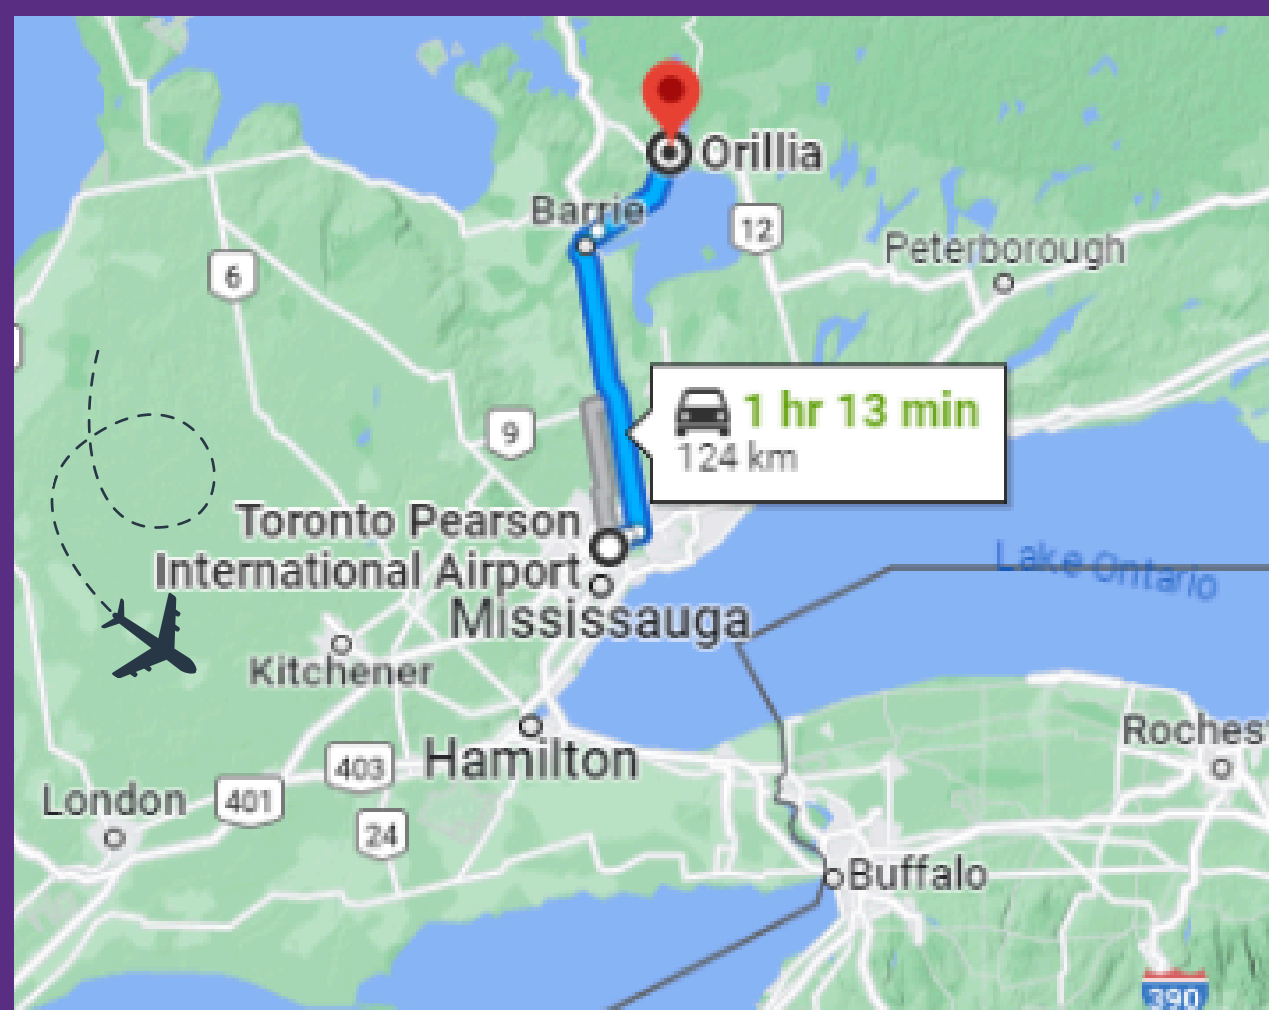 Orillia
Barrie
12
Peterborough
6
1 hr 13 min
9
124 km
Toronto Pearson
International Airport
Lake Ontario
Mississauga
Kitchener
Hamilton
Roches
403
London
401
24
Buffalo
390